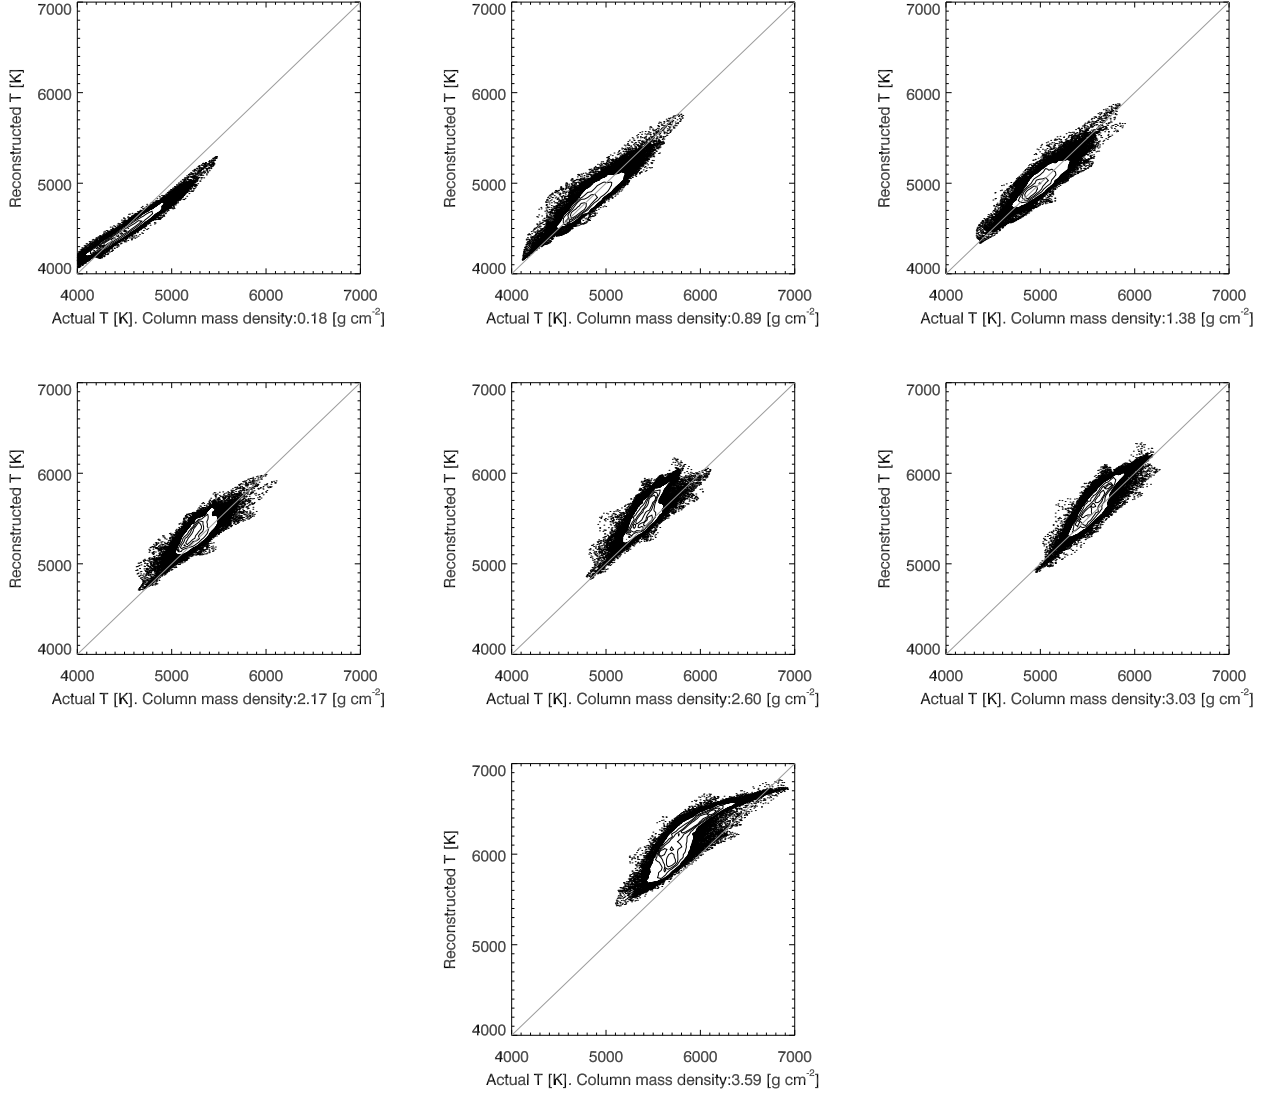 7000
7000
7000
6000
6000
6000
5000
5000
5000
4000
4000
4000
Reconstructed T [K]
Reconstructed T [K]
Reconstructed T [K]
4000 5000 6000 7000
4000 5000 6000 7000
4000 5000 6000 7000
Actual T [K]. Column mass density:0.18 [g cm⁻²]
Actual T [K]. Column mass density:0.89 [g cm⁻²]
Actual T [K]. Column mass density:1.38 [g cm⁻²]
7000
7000
7000
6000
6000
6000
5000
5000
5000
4000
4000
4000
Reconstructed T [K]
Reconstructed T [K]
Reconstructed T [K]
4000 5000 6000 7000
4000 5000 6000 7000
4000 5000 6000 7000
Actual T [K]. Column mass density:2.17 [g cm⁻²]
Actual T [K]. Column mass density:2.60 [g cm⁻²]
Actual T [K]. Column mass density:3.03 [g cm⁻²]
7000
6000
5000
4000
Reconstructed T [K]
4000 5000 6000 7000
Actual T [K]. Column mass density:3.59 [g cm⁻²]